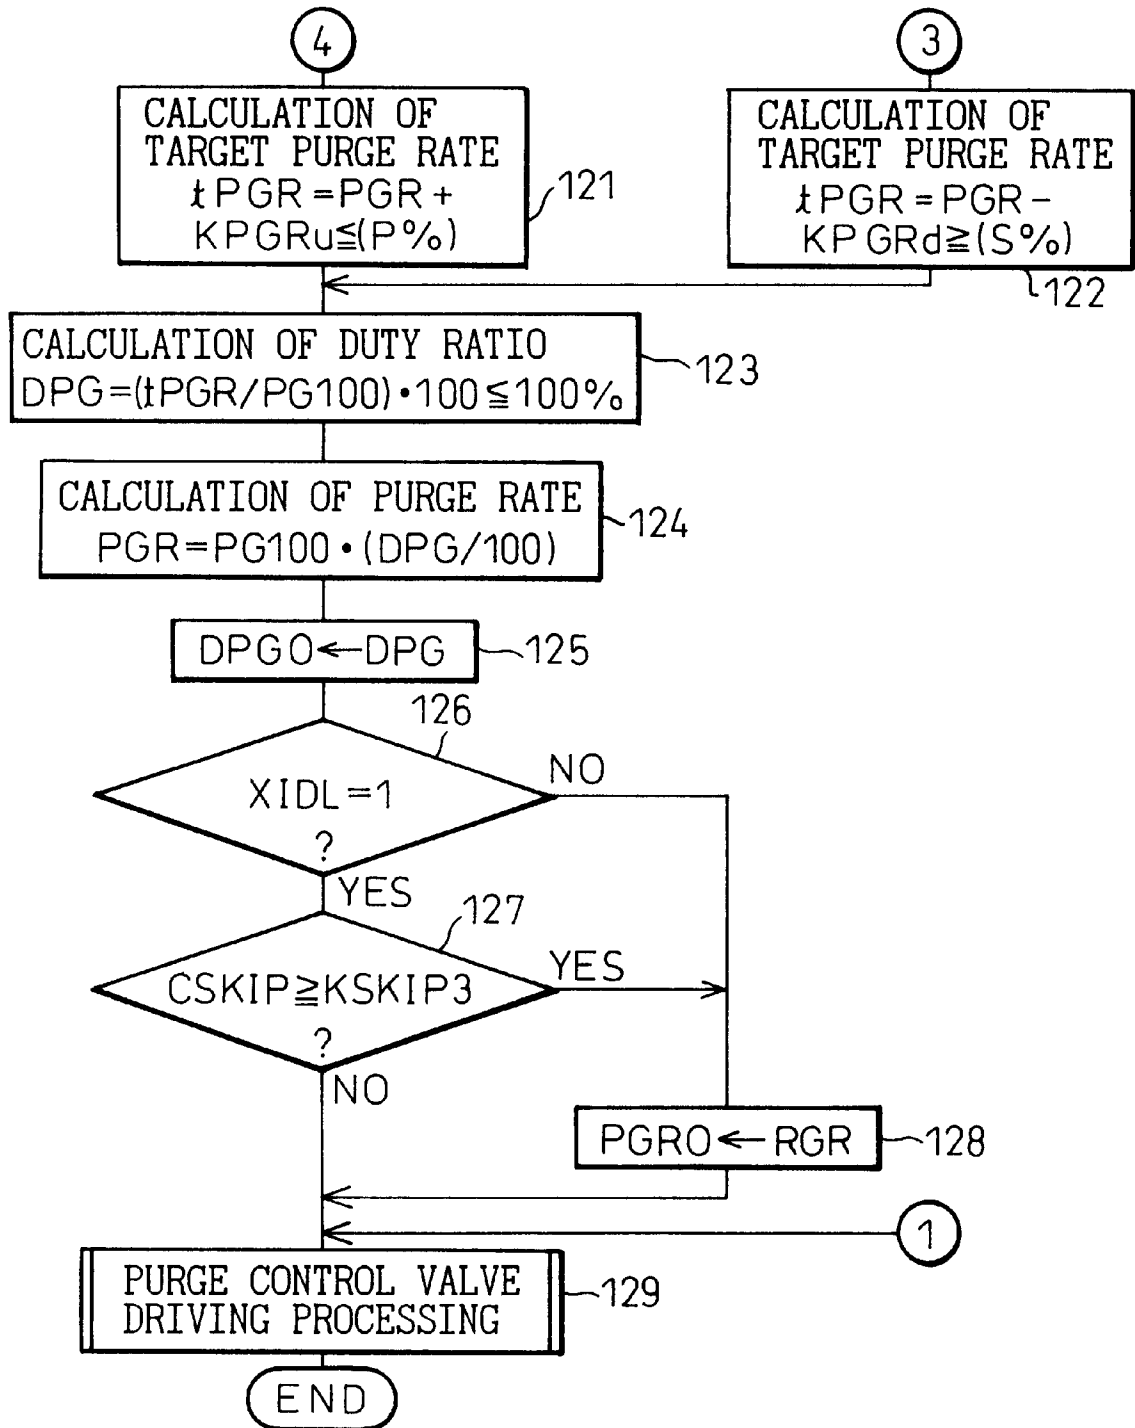 4
3
CALCULATION OF
TARGET PURGE RATE
tPGR=PGR+
KPGRu≦(P%)
121
CALCULATION OF
TARGET PURGE RATE
tPGR=PGR-
KPGRd≧(S%)
122
CALCULATION OF DUTY RATIO
DPG=(tPGR/PG100)•100≦100%
123
CALCULATION OF PURGE RATE
PGR=PG100•(DPG/100)
124
DPGO←DPG
125
126
XIDL=1
?
NO
YES
127
CSKIP≧KSKIP3
?
YES
NO
PGRO←RGR
128
1
PURGE CONTROL VALVE
DRIVING PROCESSING
129
END